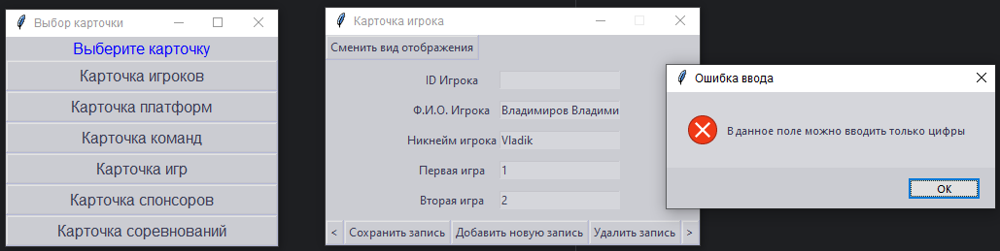 Выбор карточки
Выберите карточку
Карточка игроков
Карточка платформ
Карточка команд
Карточка игр
Карточка спонсоров
Карточка соревнований
Карточка игрока
Сменить вид отображения
ID Игрока
Ф.И.О. Игрока Владимиров Владими
Никнейм игрока Vladik
Первая игра 1
Вторая игра 2
< Сохранить запись Добавить новую запись Удалить запись >
Ошибка ввода
В данное поле можно вводить только цифры
ОК